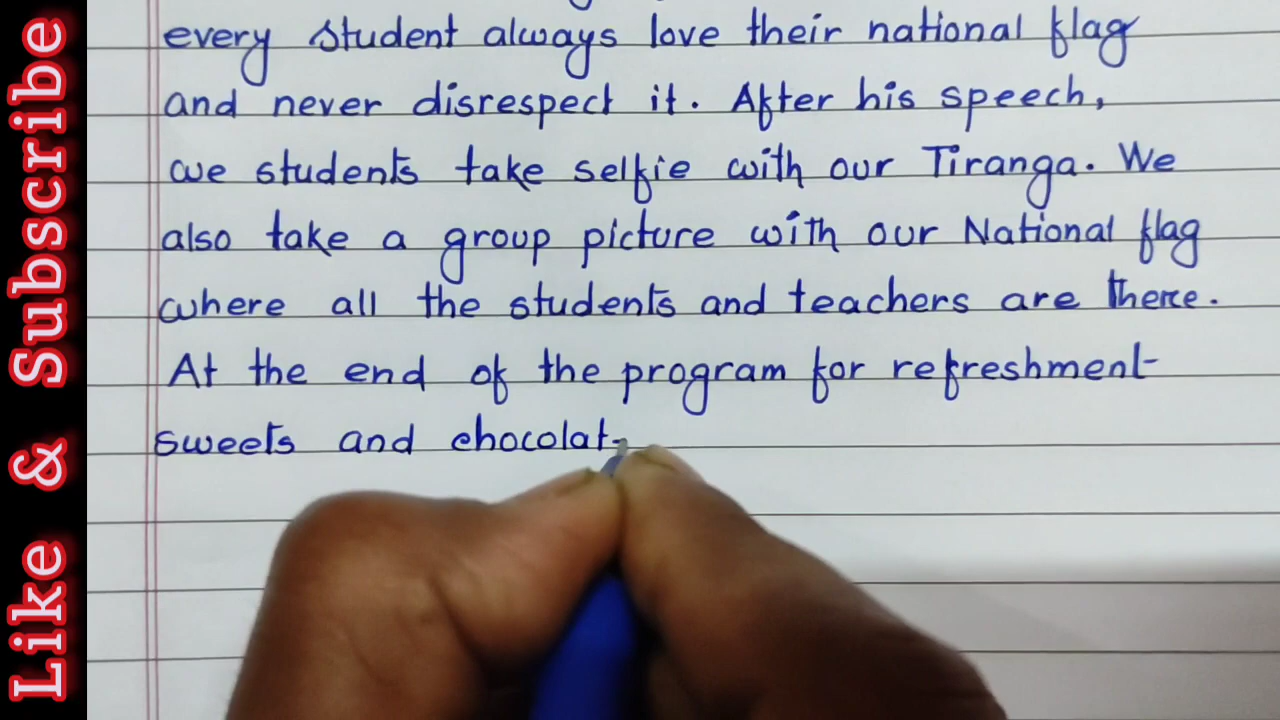 Like & Subscribe
every student always love their national flag
and never disrespect it. After his speech,
we students take selfie with our Tiranga. We
also take a group picture with our National flag
where all the students and teachers are there.
At the end of the program for refreshment
sweets and chocolat